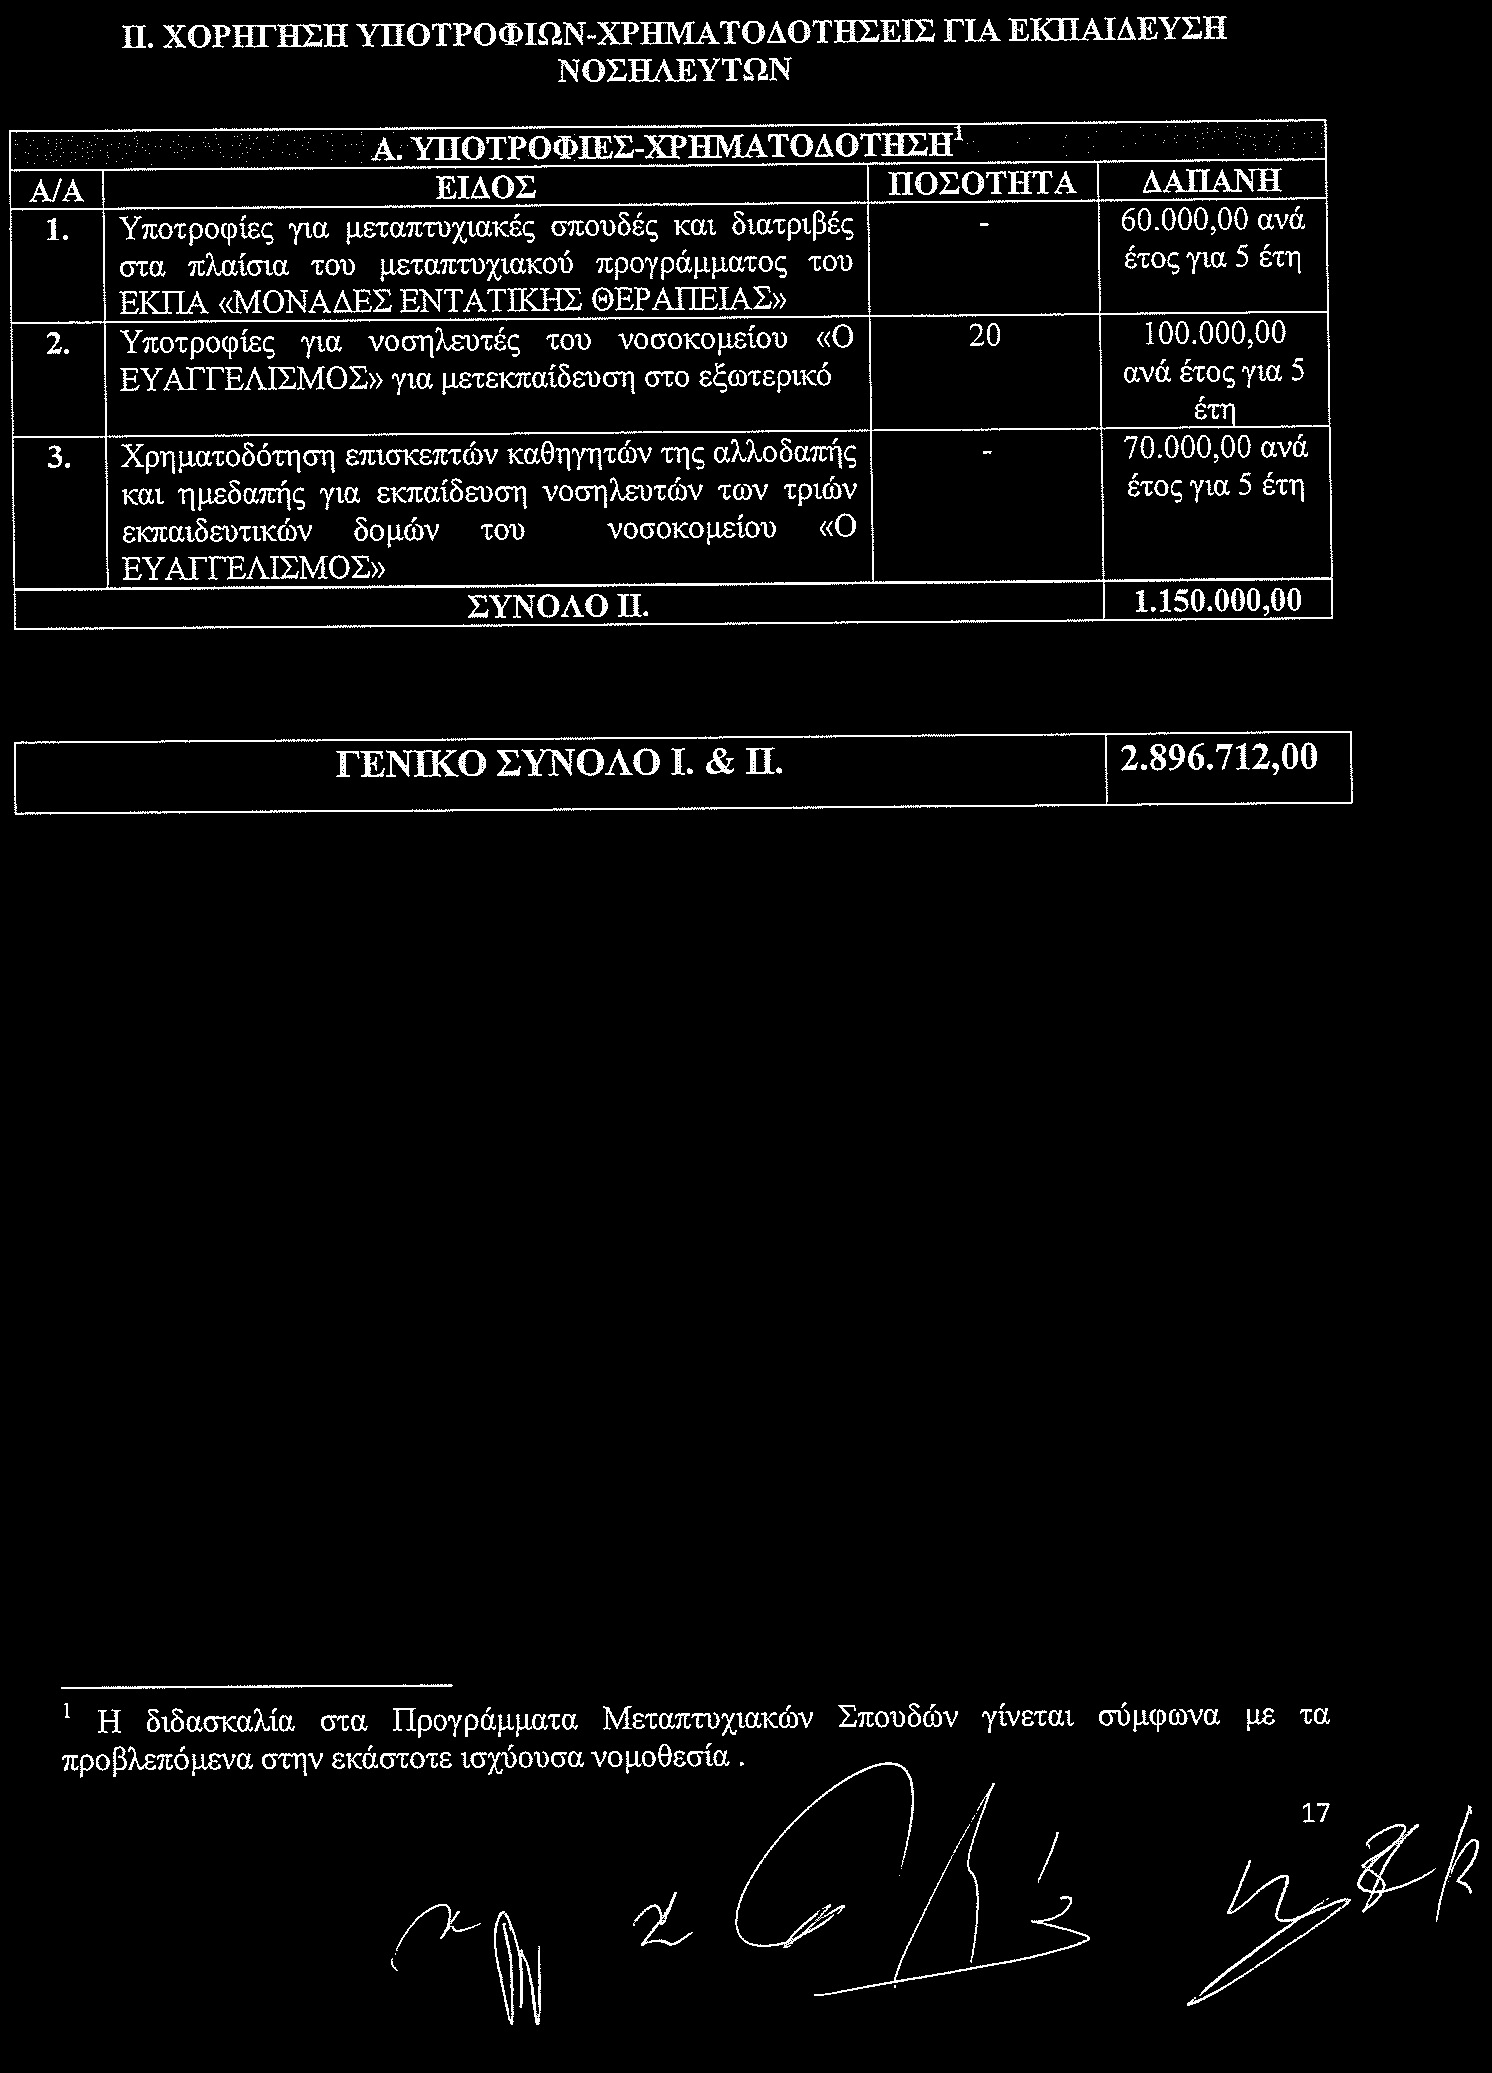 ΙΙ. ΧΟΡΗΓΗΣΗ ΥΠΟΤΡΟΦΙΩΝ-ΧΡΗΜΑΤΟΔΟΤΗΣΕΙΣ ΓΙΑ ΕΚΠΑΙΔΕΥΣΗ
ΝΟΣΗΛΕΥΤΩΝ
Α. ΥΠΟΤΡΟΦΙΕΣ-ΧΡΗΜΑΤΟΔΟΤΗΣΗ¹
Α/Α ΕΙΔΟΣ ΠΟΣΟΤΗΤΑ ΔΑΠΑΝΗ
1. Υποτροφίες για μεταπτυχιακές σπουδές και διατριβές - 60.000,00 ανά
στα πλαίσια του μεταπτυχιακού προγράμματος του έτος για 5 έτη
ΕΚΠΑ «ΜΟΝΑΔΕΣ ΕΝΤΑΤΙΚΗΣ ΘΕΡΑΠΕΙΑΣ»
2. Υποτροφίες για νοσηλευτές του νοσοκομείου «Ο 20 100.000,00
ΕΥΑΓΓΕΛΙΣΜΟΣ» για μετεκπαίδευση στο εξωτερικό ανά έτος για 5
έτη
3. Χρηματοδότηση επισκεπτών καθηγητών της αλλοδαπής - 70.000,00 ανά
και ημεδαπής για εκπαίδευση νοσηλευτών των τριών έτος για 5 έτη
εκπαιδευτικών δομών του νοσοκομείου «Ο
ΕΥΑΓΓΕΛΙΣΜΟΣ»
ΣΥΝΟΛΟ ΙΙ. 1.150.000,00
ΓΕΝΙΚΟ ΣΥΝΟΛΟ Ι. & ΙΙ. 2.896.712,00
¹ Η διδασκαλία στα Προγράμματα Μεταπτυχιακών Σπουδών γίνεται σύμφωνα με τα
προβλεπόμενα στην εκάστοτε ισχύουσα νομοθεσία .
17